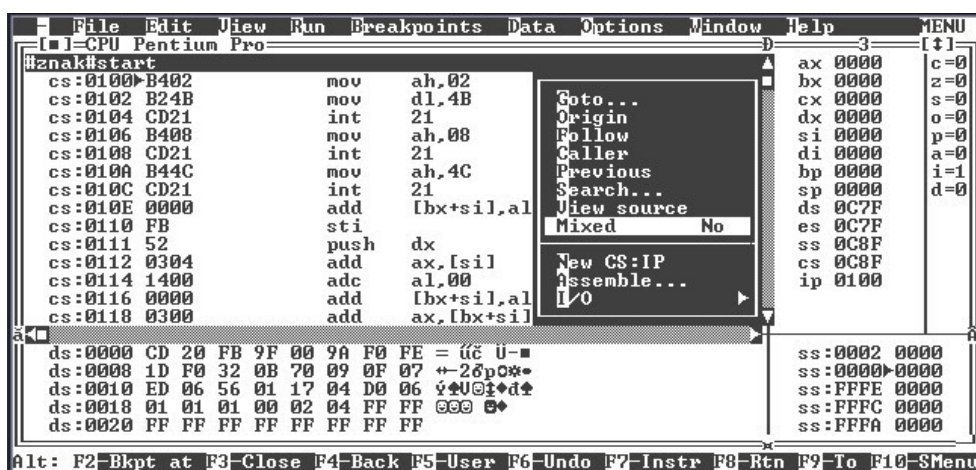 ≡ File Edit View Run Breakpoints Data Options Window Help MENU
[■]=CPU Pentium Pro Đ 3 [↕]
#znak#start
cs:0100▶B402 mov ah,02
cs:0102 B24B mov dl,4B
cs:0104 CD21 int 21
cs:0106 B408 mov ah,08
cs:0108 CD21 int 21
cs:010A B44C mov ah,4C
cs:010C CD21 int 21
cs:010E 0000 add [bx+si],al
cs:0110 FB sti
cs:0111 52 push dx
cs:0112 0304 add ax,[si]
cs:0114 1400 adc al,00
cs:0116 0000 add [bx+si],al
cs:0118 0300 add ax,[bx+si]
Goto...
Origin
Follow
Caller
Previous
Search...
View source
Mixed No
New CS:IP
Assemble...
I/O ▶
ax 0000 c=0
bx 0000 z=0
cx 0000 s=0
dx 0000 o=0
si 0000 p=0
di 0000 a=0
bp 0000 i=1
sp 0000 d=0
ds 0C7F
es 0C7F
ss 0C8F
cs 0C8F
ip 0100
ds:0000 CD 20 FB 9F 00 9A F0 FE = űč Ü-■
ds:0008 1D F0 32 0B 70 09 0F 07 ↔-2♂p○☼•
ds:0010 ED 06 56 01 17 04 D0 06 ý♠V☺↨♦đ♠
ds:0018 01 01 01 00 02 04 FF FF ☺☺☺ ☻♦
ds:0020 FF FF FF FF FF FF FF FF
ss:0002 0000
ss:0000▶0000
ss:FFFE 0000
ss:FFFC 0000
ss:FFFA 0000
Alt: F2-Bkpt at F3-Close F4-Back F5-User F6-Undo F7-Instr F8-Rtn F9-To F10-SMenu